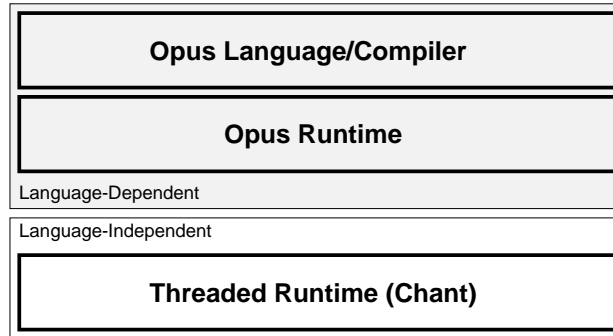 Opus Language/Compiler
Opus Runtime
Language-Dependent
Language-Independent
Threaded Runtime (Chant)